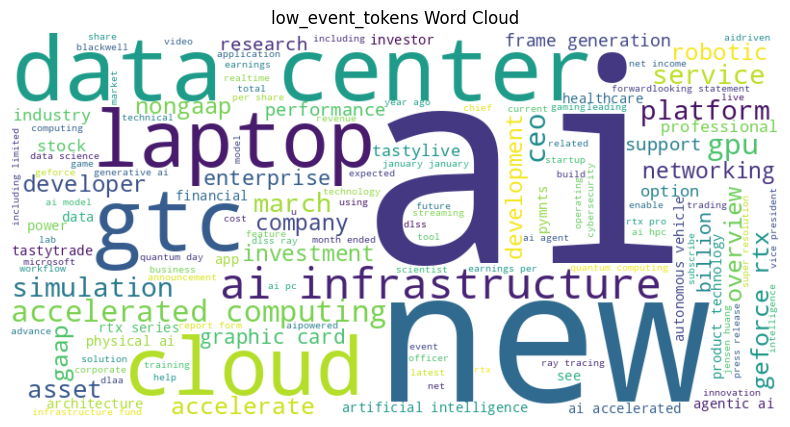 low_event_tokens Word Cloud
share
blackwell
video
research
including
investor
frame generation
aidriven
robotic
data center
ai
application
earnings
market
realtime
total
per share
revenue
net income
forwardlooking statement
service
healthcare
industry
nongaap
performance
year ago
chief
current
gaming
leading
live
platform
computing
technical
laptop
stock
data science
game
geforce
generative ai
model
expected
tastylive
january january
ceo
related
startup
build
support
professional
gpu
networking
including limited
developer
enterprise
financial
using
technology
development
operating
cybersecurity
option
enable
trading
ai model
data
power
lab
gtc
march
cost
u
company
future
streaming
pymnts
rtx pro
ai hpc
tastytrade
microsoft
workflow
quantum day
business
announcement
app
feature
dlss ray
month ended
dlss
tool
investment
scientist
earnings per
ai agent
quantum computing
autonomous vehicle
subscribe
billion
product technology
super resolution
overview
vice president
simulation
ai pc
ai infrastructure
new
accelerated computing
advance
rtx series
report form
aipowered
jensen huang
press release
geforce rtx
intelligence
gaap
physical ai
graphic card
event
officer
latest
net
rtx
ray tracing
see
solution
corporate
training
help
dlaa
cloud
asset
innovation
agentic ai
architecture
infrastructure fund
accelerate
artificial intelligence
ai accelerated